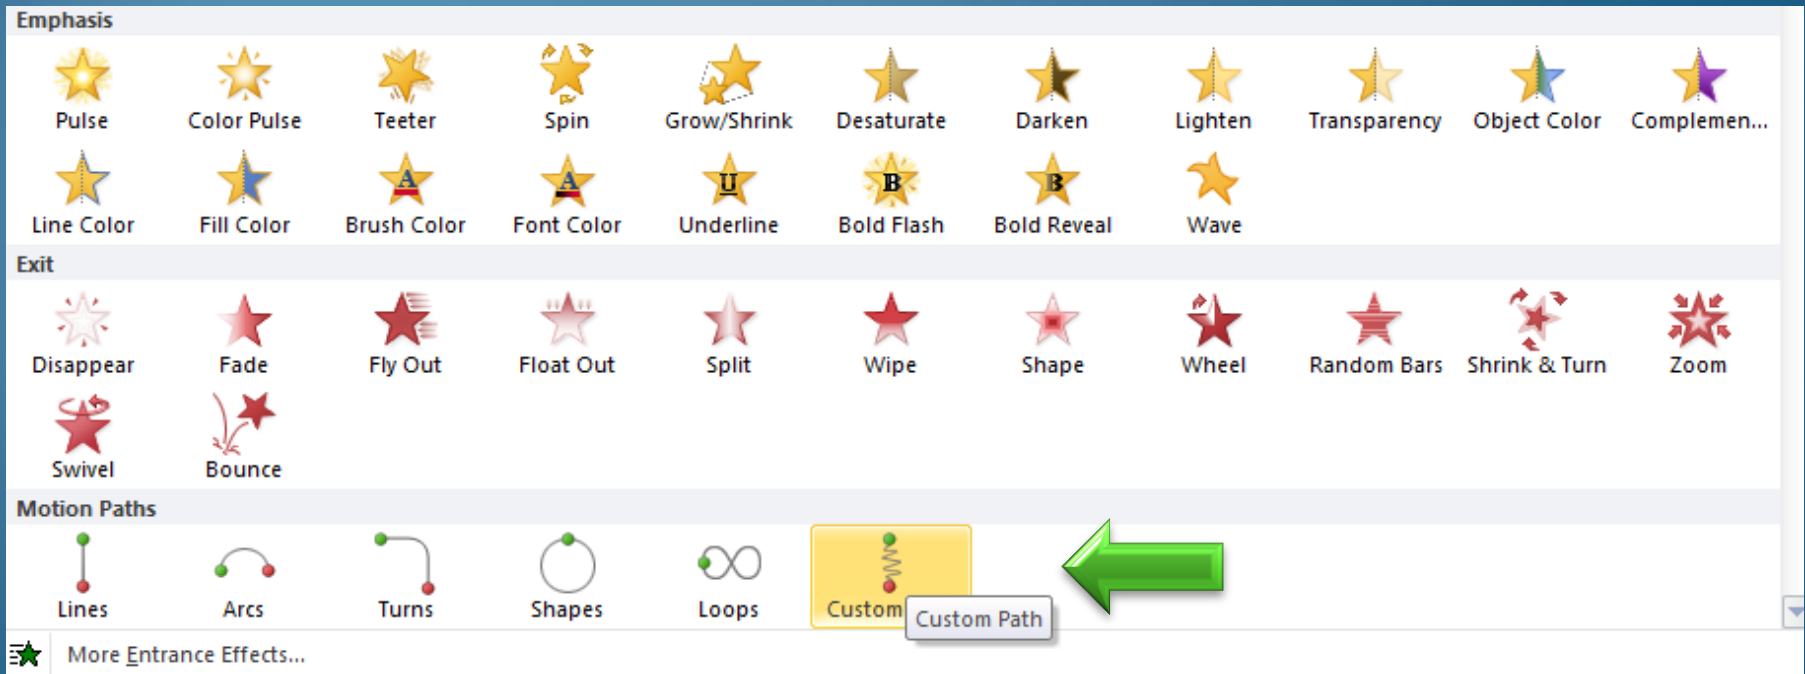 Emphasis
Pulse Color Pulse Teeter Spin Grow/Shrink Desaturate Darken Lighten Transparency Object Color Complemen...
Line Color Fill Color Brush Color Font Color Underline Bold Flash Bold Reveal Wave
Exit
Disappear Fade Fly Out Float Out Split Wipe Shape Wheel Random Bars Shrink & Turn Zoom
Swivel Bounce
Motion Paths
Lines Arcs Turns Shapes Loops Custom
Custom Path
More Entrance Effects...